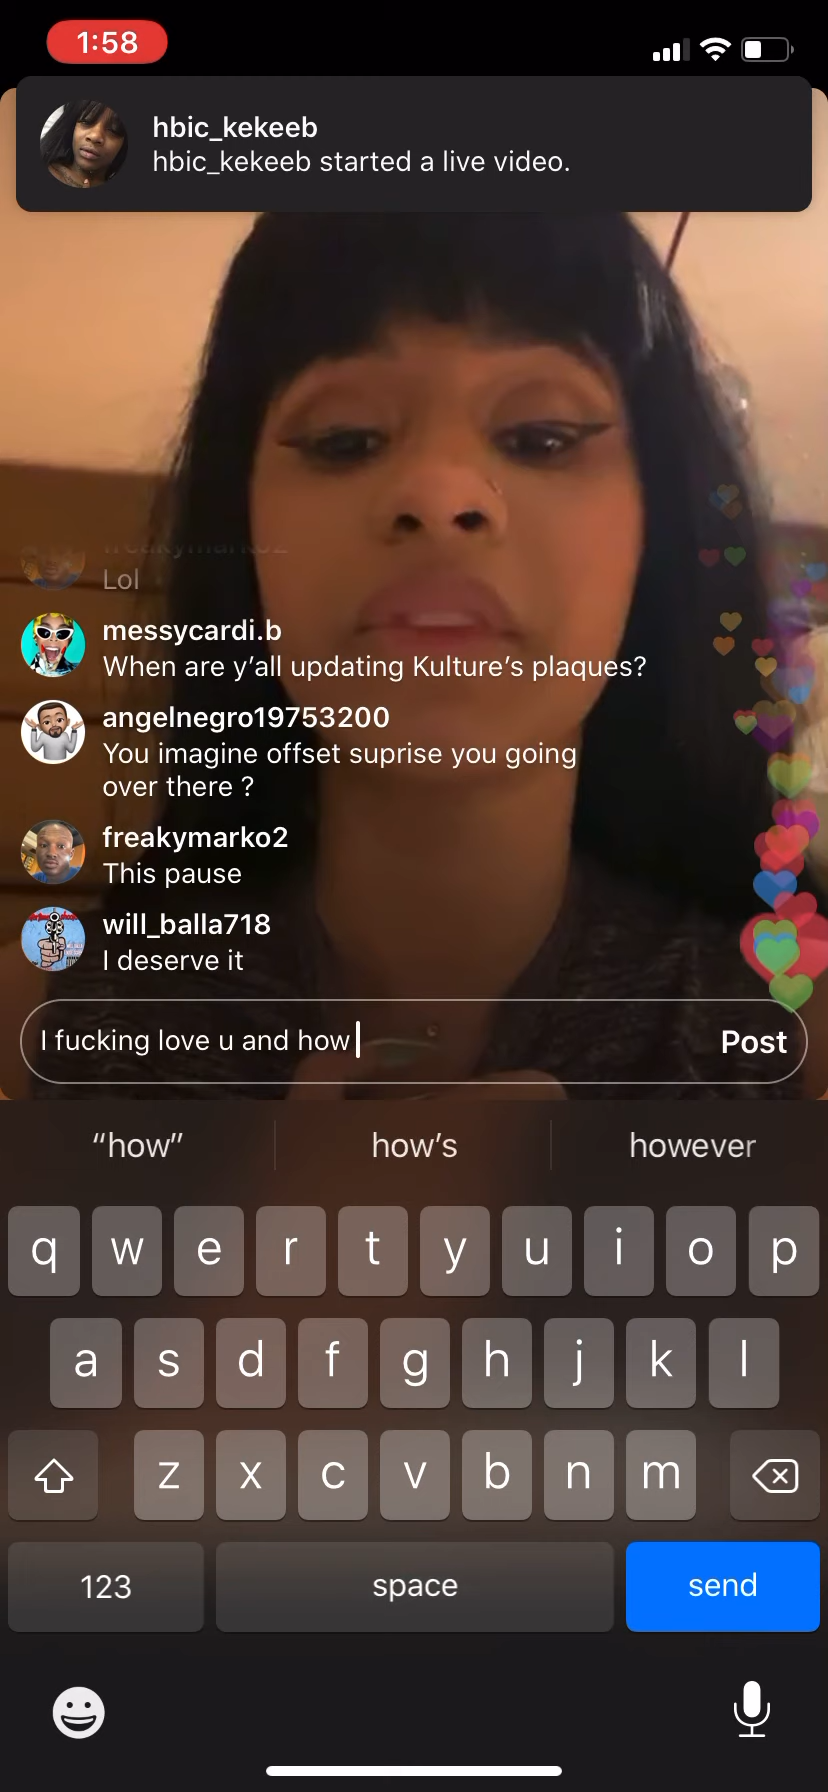 1:58
hbic_kekeeb
hbic_kekeeb started a live video.
freakymarko2
Lol
messycardi.b
When are y’all updating Kulture’s plaques?
angelnegro19753200
You imagine offset suprise you going
over there ?
freakymarko2
This pause
will_balla718
I deserve it
I fucking love u and how
Post
“how” how’s however
q w e r t y u i o p
a s d f g h j k l
z x c v b n m
123 space send